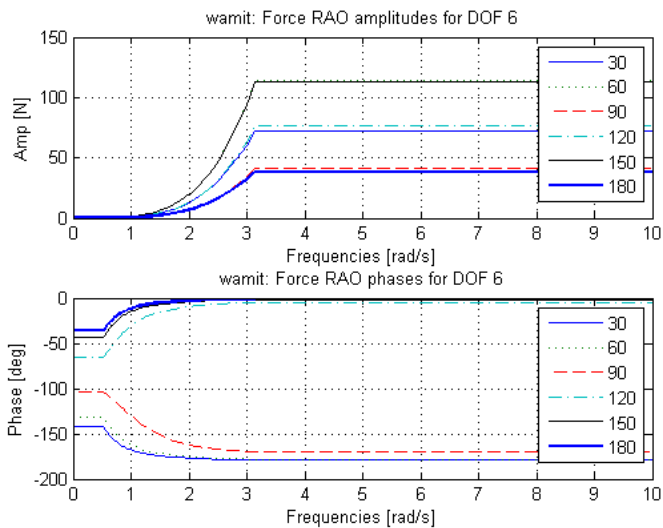 wamit: Force RAO amplitudes for DOF 6
150
100
50
0
Amp [N]
0 1 2 3 4 5 6 7 8 9 10
Frequencies [rad/s]
30
60
90
120
150
180
wamit: Force RAO phases for DOF 6
0
-50
-100
-150
-200
Phase [deg]
0 1 2 3 4 5 6 7 8 9 10
Frequencies [rad/s]
30
60
90
120
150
180